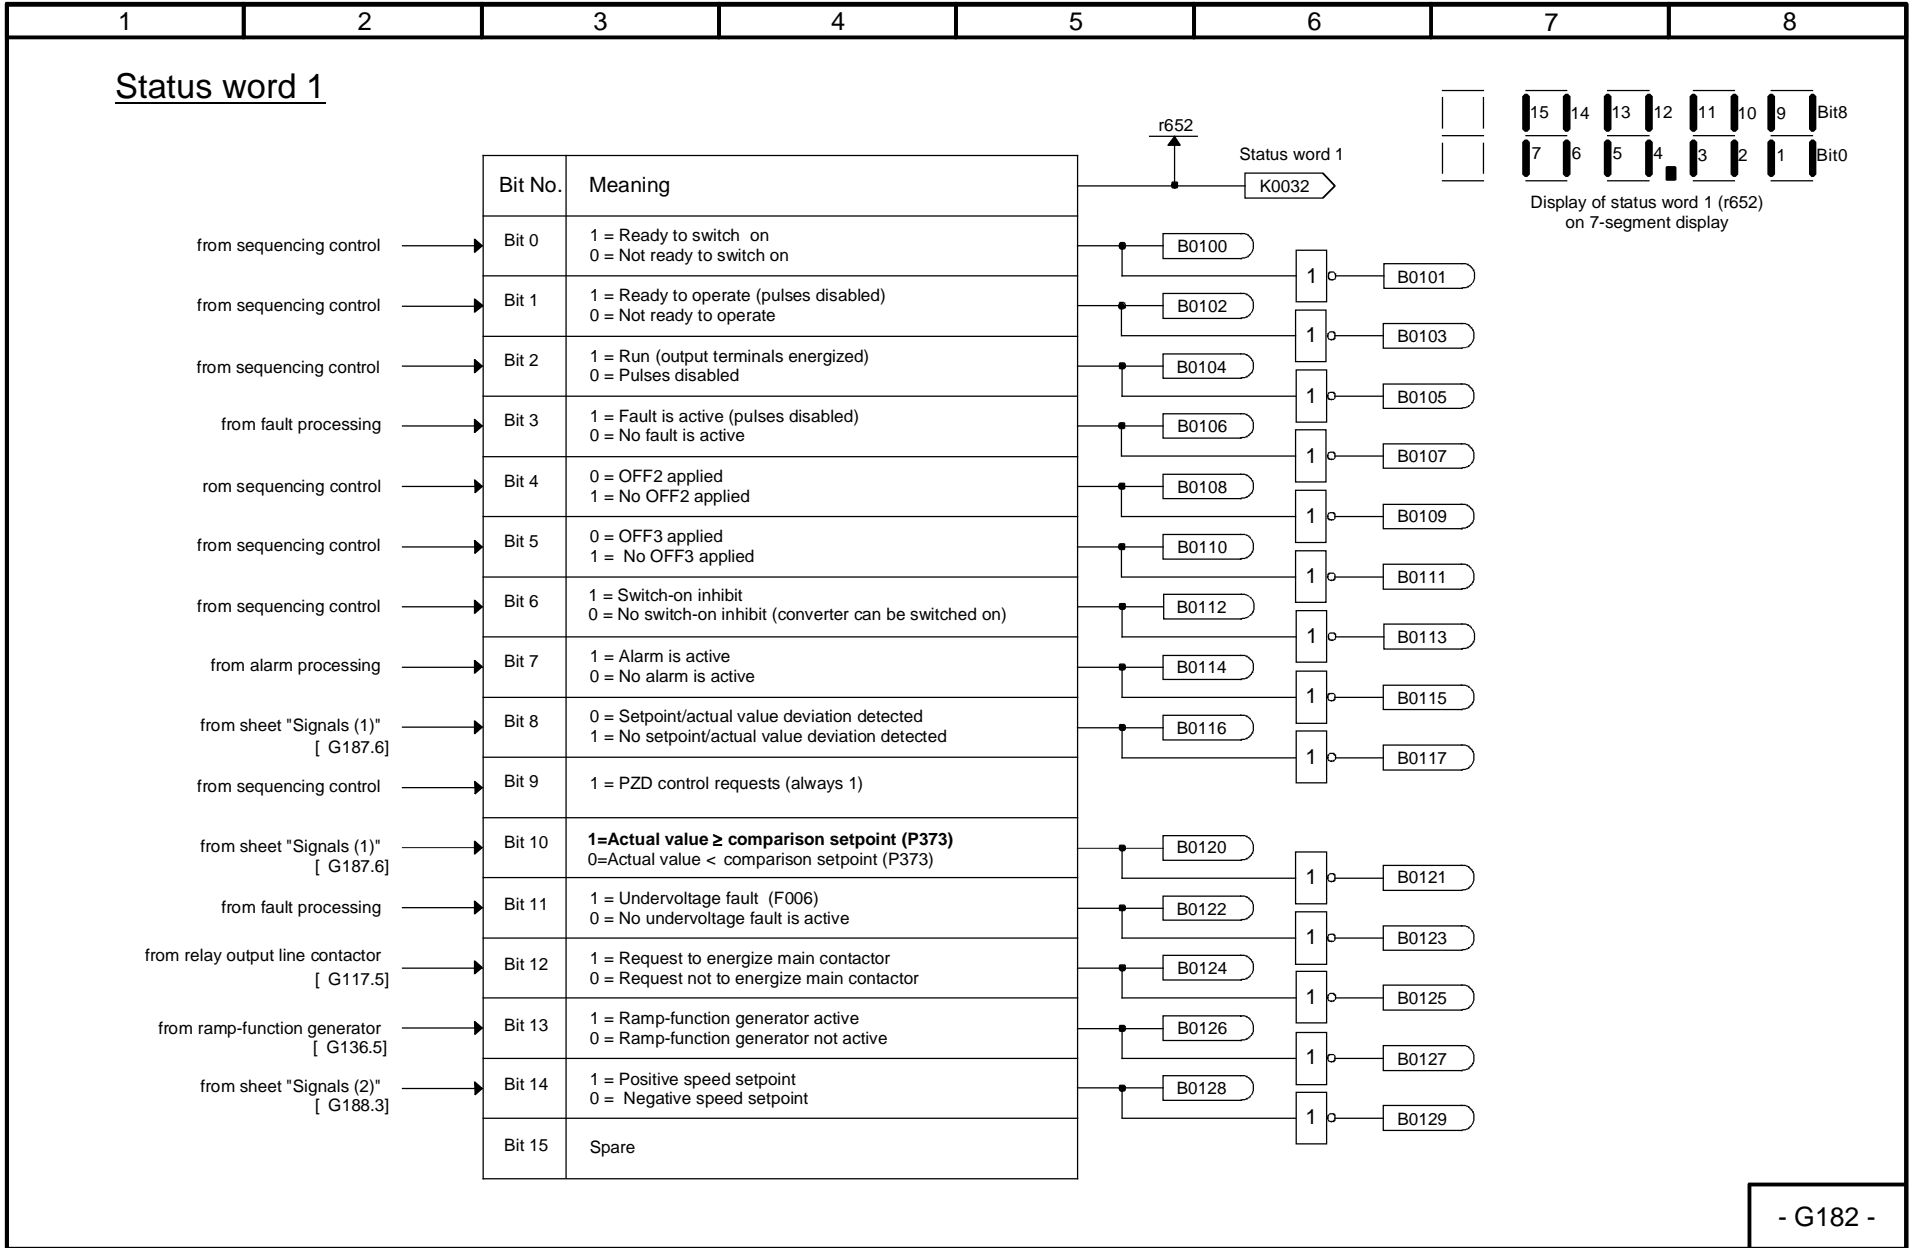 1 2 3 4 5 6 7 8
Status word 1
r652
Status word 1
K0032
15 14 13 12 11 10 9 Bit8
7 6 5 4 3 2 1 Bit0
Display of status word 1 (r652)
on 7-segment display
Bit No. Meaning
from sequencing control Bit 0 1 = Ready to switch on
0 = Not ready to switch on
B0100
1 B0101
from sequencing control Bit 1 1 = Ready to operate (pulses disabled)
0 = Not ready to operate
B0102
1 B0103
from sequencing control Bit 2 1 = Run (output terminals energized)
0 = Pulses disabled
B0104
1 B0105
from fault processing Bit 3 1 = Fault is active (pulses disabled)
0 = No fault is active
B0106
1 B0107
rom sequencing control Bit 4 0 = OFF2 applied
1 = No OFF2 applied
B0108
1 B0109
from sequencing control Bit 5 0 = OFF3 applied
1 = No OFF3 applied
B0110
1 B0111
from sequencing control Bit 6 1 = Switch-on inhibit
0 = No switch-on inhibit (converter can be switched on)
B0112
1 B0113
from alarm processing Bit 7 1 = Alarm is active
0 = No alarm is active
B0114
1 B0115
from sheet "Signals (1)"
[ G187.6]
Bit 8 0 = Setpoint/actual value deviation detected
1 = No setpoint/actual value deviation detected
B0116
1 B0117
from sequencing control Bit 9 1 = PZD control requests (always 1)
from sheet "Signals (1)"
[ G187.6]
Bit 10 1=Actual value ≥ comparison setpoint (P373)
0=Actual value < comparison setpoint (P373)
B0120
1 B0121
from fault processing Bit 11 1 = Undervoltage fault (F006)
0 = No undervoltage fault is active
B0122
1 B0123
from relay output line contactor
[ G117.5]
Bit 12 1 = Request to energize main contactor
0 = Request not to energize main contactor
B0124
1 B0125
from ramp-function generator
[ G136.5]
Bit 13 1 = Ramp-function generator active
0 = Ramp-function generator not active
B0126
1 B0127
from sheet "Signals (2)"
[ G188.3]
Bit 14 1 = Positive speed setpoint
0 = Negative speed setpoint
B0128
1 B0129
Bit 15 Spare
- G182 -